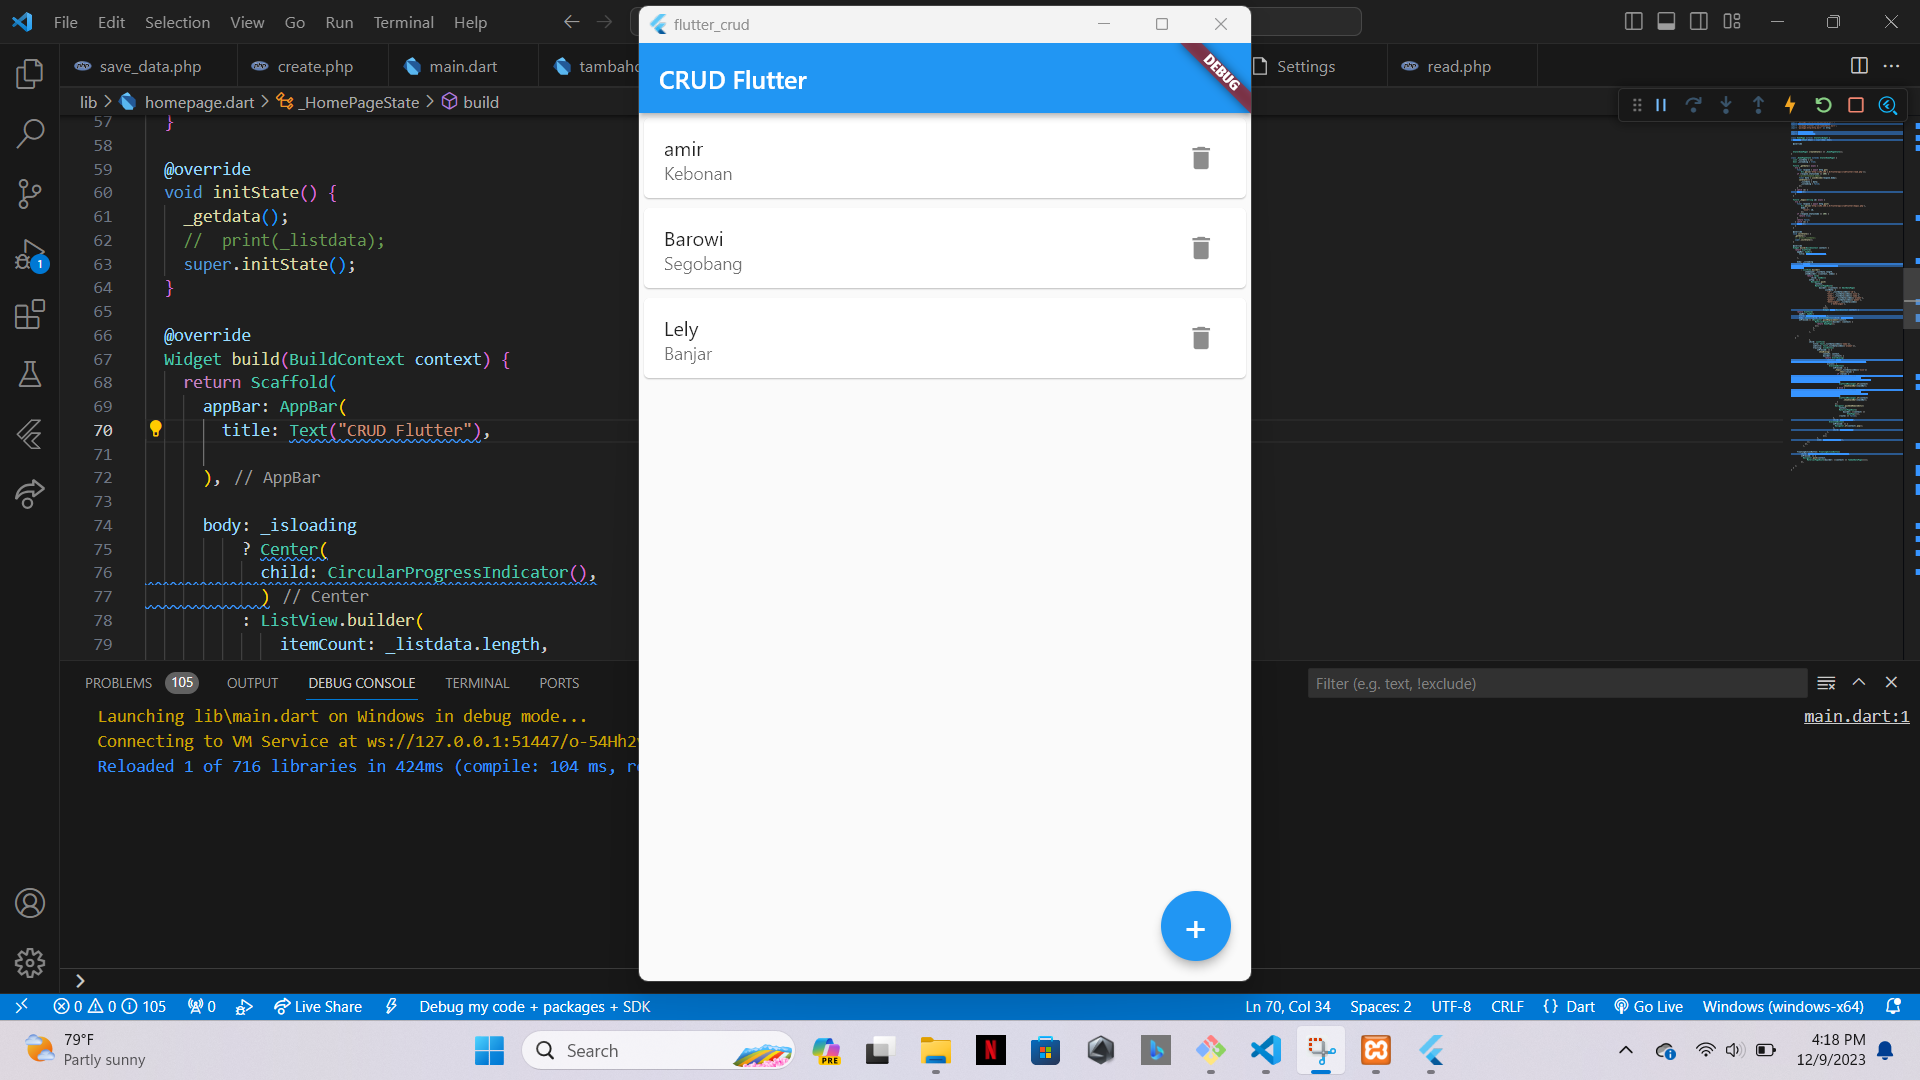 File Edit Selection View Go Run Terminal Help
flutter_crud
save_data.php create.php main.dart Settings read.php
lib homepage.dart _HomePageState build
CRUD Flutter
DEBUG
amir
Kebonan
Barowi
Segobang
Lely
Banjar
+
57 }
58
59 @override
60 void initState() {
61 _getdata();
62 // print(_listdata);
63 super.initState();
64 }
65
66 @override
67 Widget build(BuildContext context) {
68 return Scaffold(
69 appBar: AppBar(
70 title: Text("CRUD Flutter"),
71
72 ), // AppBar
73
74 body: _isloading
75 ? Center(
76 child: CircularProgressIndicator(),
77 ) // Center
78 : ListView.builder(
79 itemCount: _listdata.length,
PROBLEMS 105 OUTPUT DEBUG CONSOLE TERMINAL PORTS Filter (e.g. text, !exclude)
Launching lib\main.dart on Windows in debug mode... main.dart:1
Connecting to VM Service at ws://127.0.0.1:51447/o-54Hh2
Reloaded 1 of 716 libraries in 424ms (compile: 104 ms,
1
0 0 105 0 Live Share Debug my code + packages + SDK Ln 70, Col 34 Spaces: 2 UTF-8 CRLF {} Dart Go Live Windows (windows-x64)
79°F
Partly sunny
Search
PRE
N
4:18 PM
12/9/2023